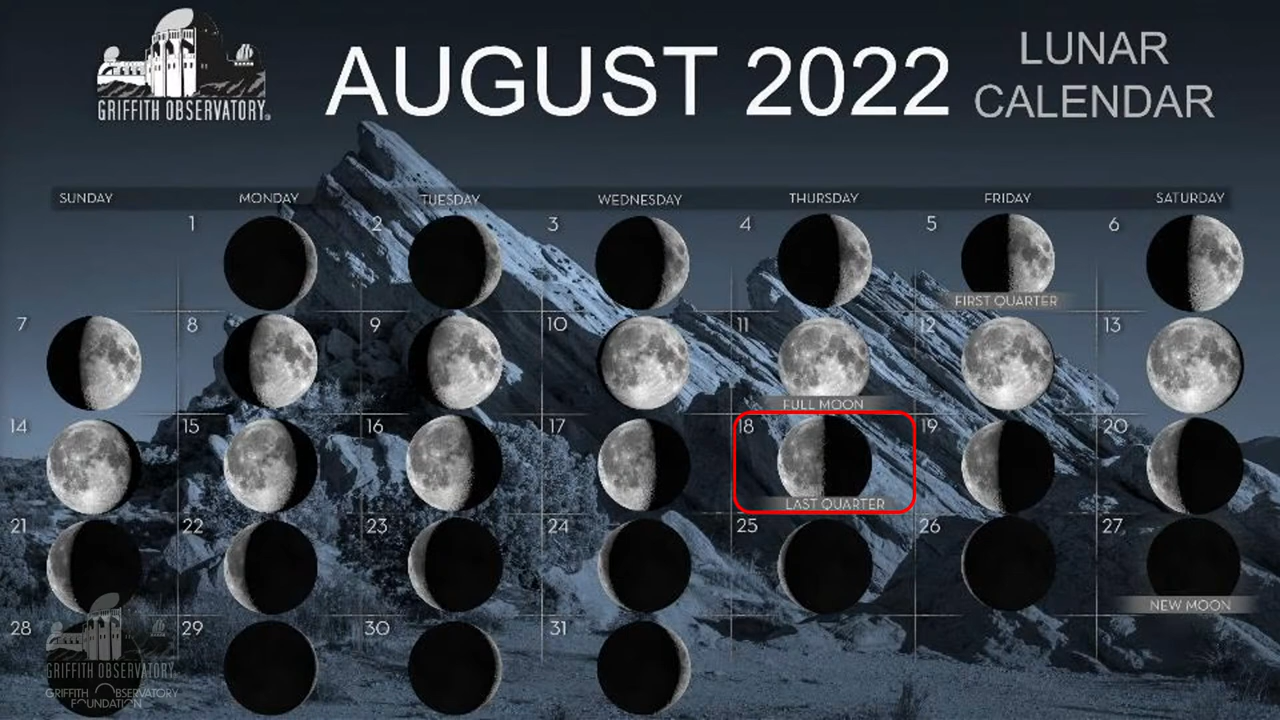 GRIFFITH OBSERVATORY
AUGUST 2022
LUNAR
CALENDAR
SUNDAY MONDAY TUESDAY WEDNESDAY THURSDAY FRIDAY SATURDAY
1 2 3 4 5 6
FIRST QUARTER
7 8 9 10 11 12 13
FULL MOON
14 15 16 17 18 19 20
LAST QUARTER
21 22 23 24 25 26 27
NEW MOON
28 29 30 31
GRIFFITH OBSERVATORY
GRIFFITH OBSERVATORY
FOUNDATION